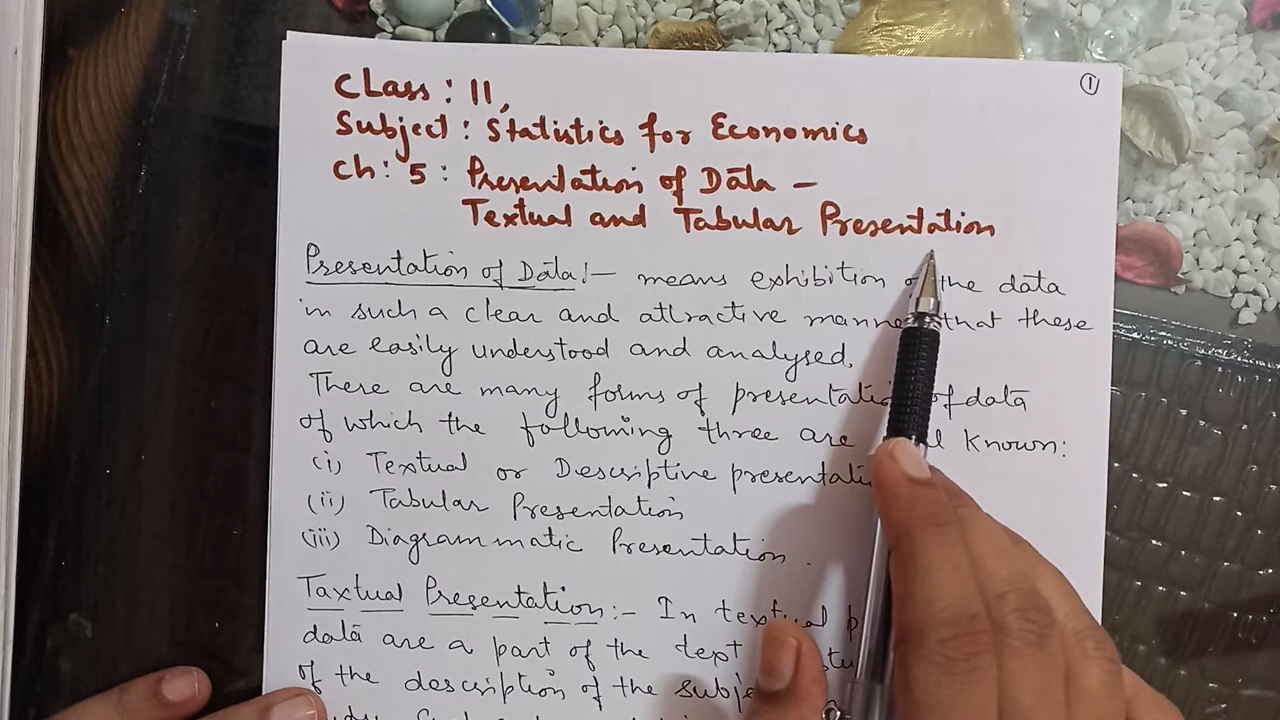 1
Class : 11,
Subject : Statistics for Economics
Ch : 5 : Presentation of Data -
Textual and Tabular Presentation
Presentation of Data :- means exhibition of the data
in such a clear and attractive manner that these
are easily understood and analysed.
There are many forms of presentation of data
of which the following three are known:
(i) Textual or Descriptive
(ii) Tabular Presentation
(iii) Diagrammatic Presentation.
Taxtual Presentation :- In textual
data are a part of the text
of the description of the